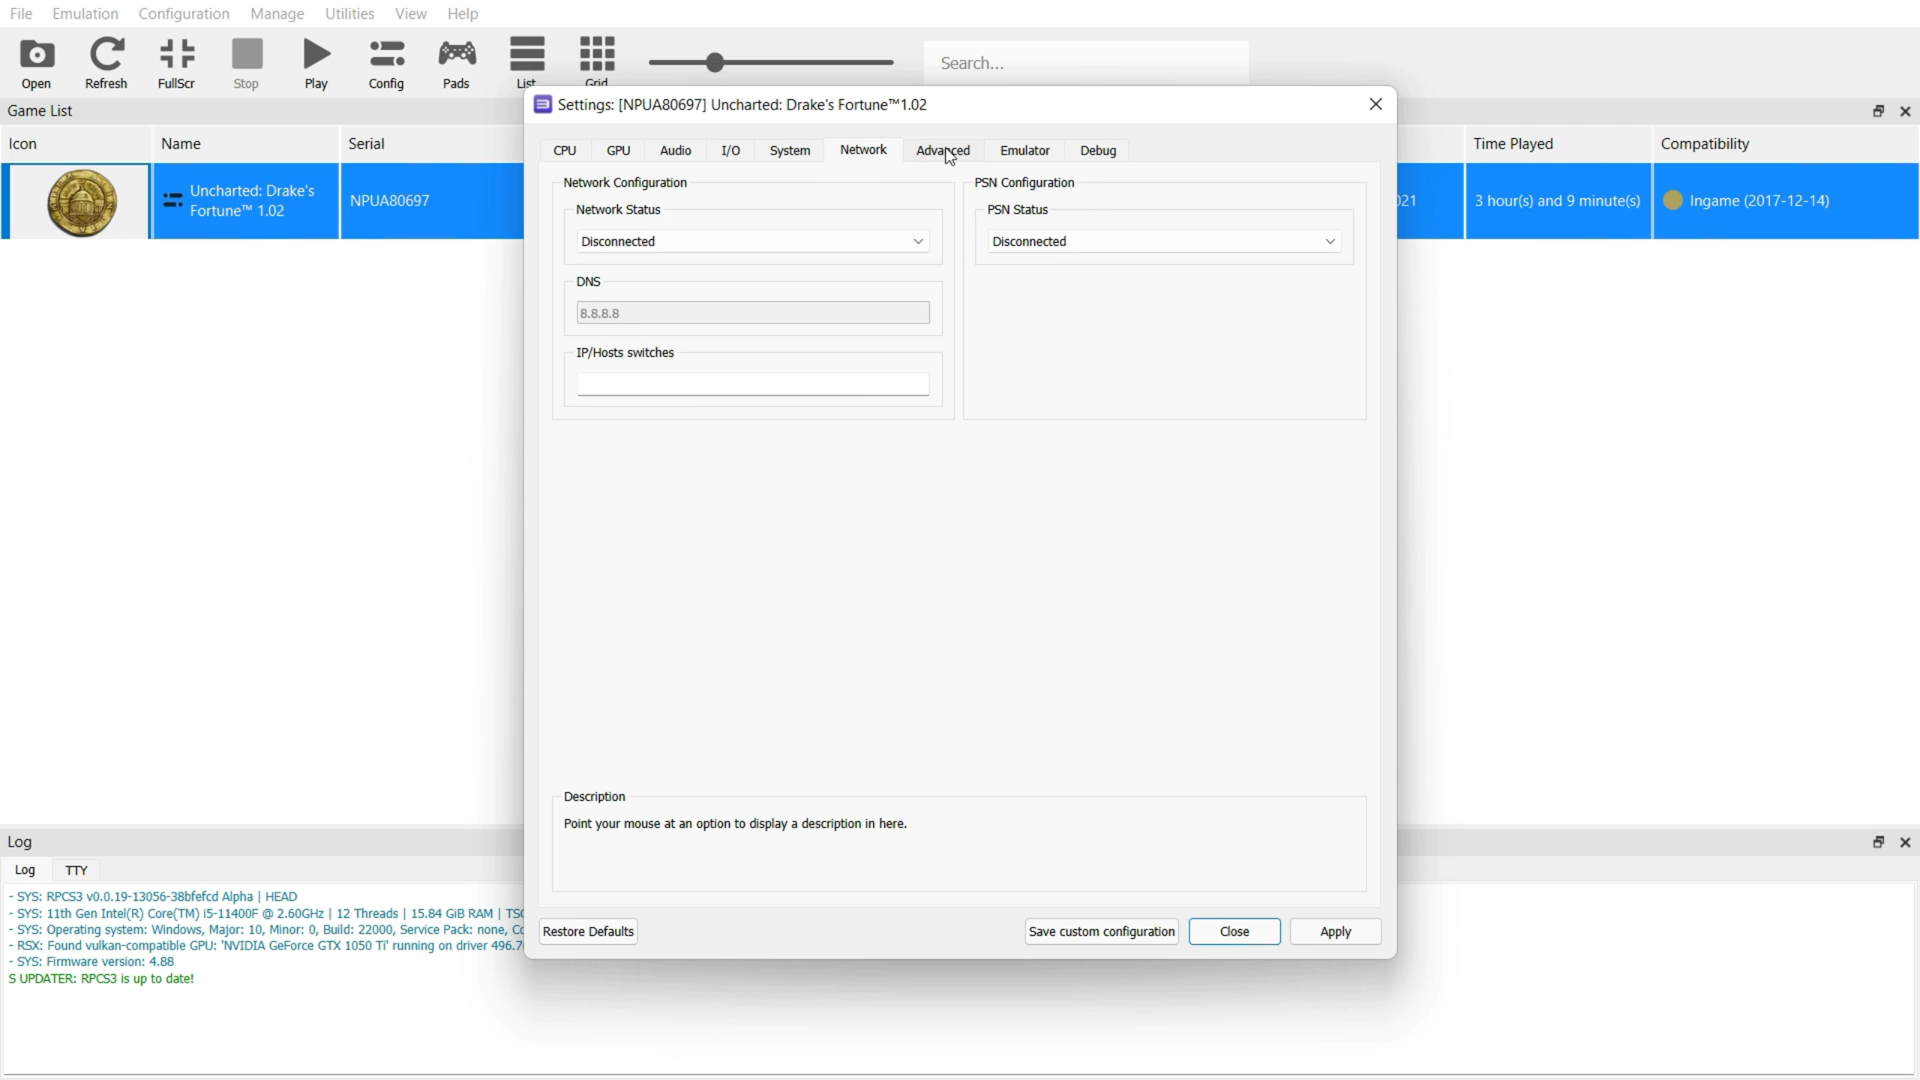 File Emulation Configuration Manage Utilities View Help
Open Refresh FullScr Stop Play Config Pads List Grid Search...
Game List
Icon Name Serial Time Played Compatibility
Uncharted: Drake's
Fortune™ 1.02
NPUA80697
021 3 hour(s) and 9 minute(s) Ingame (2017-12-14)
Settings: [NPUA80697] Uncharted: Drake's Fortune™1.02
CPU GPU Audio I/O System Network Advanced Emulator Debug
Network Configuration
Network Status
Disconnected
DNS
8.8.8.8
IP/Hosts switches
PSN Configuration
PSN Status
Disconnected
Description
Point your mouse at an option to display a description in here.
Restore Defaults Save custom configuration Close Apply
Log
Log TTY
- SYS: RPCS3 v0.0.19-13056-38bfefcd Alpha | HEAD
- SYS: 11th Gen Intel(R) Core(TM) i5-11400F @ 2.60GHz | 12 Threads | 15.84 GiB RAM | TSC
- SYS: Operating system: Windows, Major: 10, Minor: 0, Build: 22000, Service Pack: none, Co
- RSX: Found vulkan-compatible GPU: 'NVIDIA GeForce GTX 1050 Ti' running on driver 496.7
- SYS: Firmware version: 4.88
S UPDATER: RPCS3 is up to date!